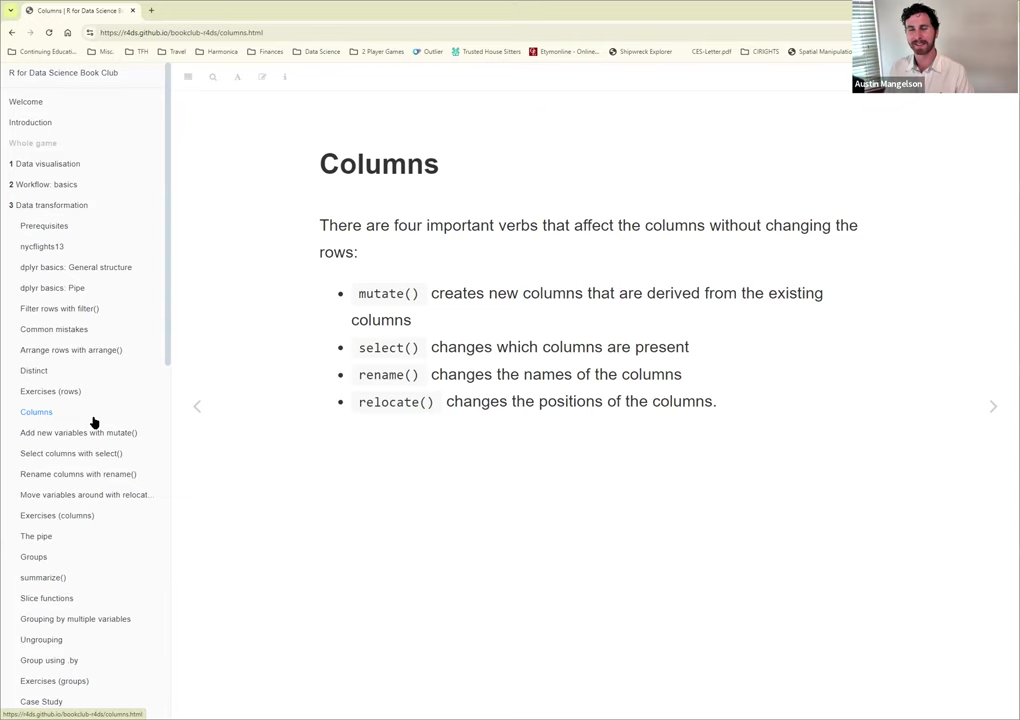 Columns | R for Data Science Book Club
https://r4ds.github.io/bookclub-r4ds/columns.html
Continuing Educati... Misc. TFH Travel Harmonica Finances Data Science 2 Player Games Outlier Trusted House Sitters Etymonline - Online... Shipwreck Explorer CES-Letter.pdf CIRIGHTS Spatial Manipulatio
Austin Mangelson
R for Data Science Book Club
Welcome
Introduction
Whole game
1 Data visualisation
2 Workflow: basics
3 Data transformation
Prerequisites
nycflights13
dplyr basics: General structure
dplyr basics: Pipe
Filter rows with filter()
Common mistakes
Arrange rows with arrange()
Distinct
Exercises (rows)
Columns
Add new variables with mutate()
Select columns with select()
Rename columns with rename()
Move variables around with relocat...
Exercises (columns)
The pipe
Groups
summarize()
Slice functions
Grouping by multiple variables
Ungrouping
Group using .by
Exercises (groups)
Case Study
https://r4ds.github.io/bookclub-r4ds/columns.html
Columns
There are four important verbs that affect the columns without changing the
rows:
• mutate() creates new columns that are derived from the existing
columns
• select() changes which columns are present
• rename() changes the names of the columns
• relocate() changes the positions of the columns.